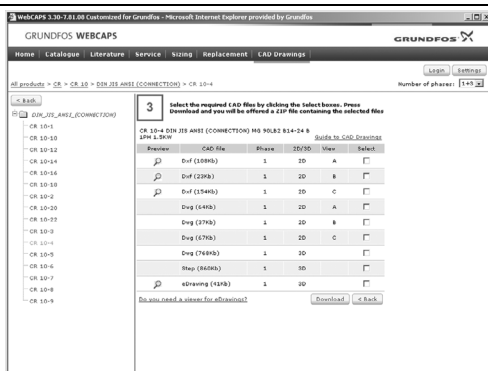 WebCAPS 3.30-7.81.08 Customized for Grundfos - Microsoft Internet Explorer provided by Grundfos
GRUNDFOS WEBCAPS
GRUNDFOS
Home Catalogue Literature Service Sizing Replacement CAD Drawings
Login Settings
All products > CR > CR 10 > DIN JIS ANSI (CONNECTION) > CR 10-4
Number of phases: 1+3
< Back
DIN_JIS_ANSI_(CONNECTION)
CR 10-1
CR 10-10
CR 10-12
CR 10-14
CR 10-16
CR 10-18
CR 10-2
CR 10-20
CR 10-22
CR 10-3
CR 10-4
CR 10-5
CR 10-6
CR 10-7
CR 10-8
CR 10-9
3
Select the required CAD files by clicking the Select boxes. Press
Download and you will be offered a ZIP file containing the selected files
CR 10-4 DIN JIS ANSI (CONNECTION) MG 90LB2 B14-24 B
1PH 1.5KW
Guide to CAD Drawings
Preview CAD file Phase 2D/3D View Select
Dxf (108Kb) 1 2D A
Dxf (23Kb) 1 2D B
Dxf (154Kb) 1 2D C
Dwg (64Kb) 1 2D A
Dwg (37Kb) 1 2D B
Dwg (67Kb) 1 2D C
Dwg (768Kb) 1 3D
Step (860Kb) 1 3D
eDrawing (41Kb) 1 3D
Do you need a viewer for eDrawings?
Download < Back